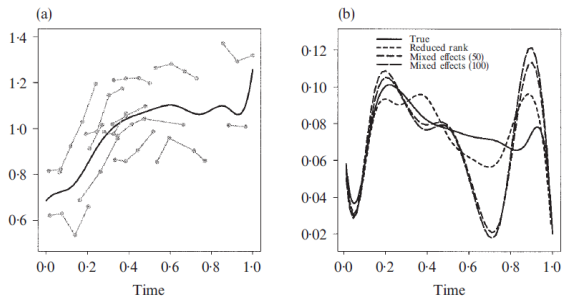 (a)
1·4
1·2
1·0
0·8
0·6
0·0 0·2 0·4 0·6 0·8 1·0
Time
(b)
True
Reduced rank
Mixed effects (50)
Mixed effects (100)
0·12
0·10
0·08
0·06
0·04
0·02
0·0 0·2 0·4 0·6 0·8 1·0
Time